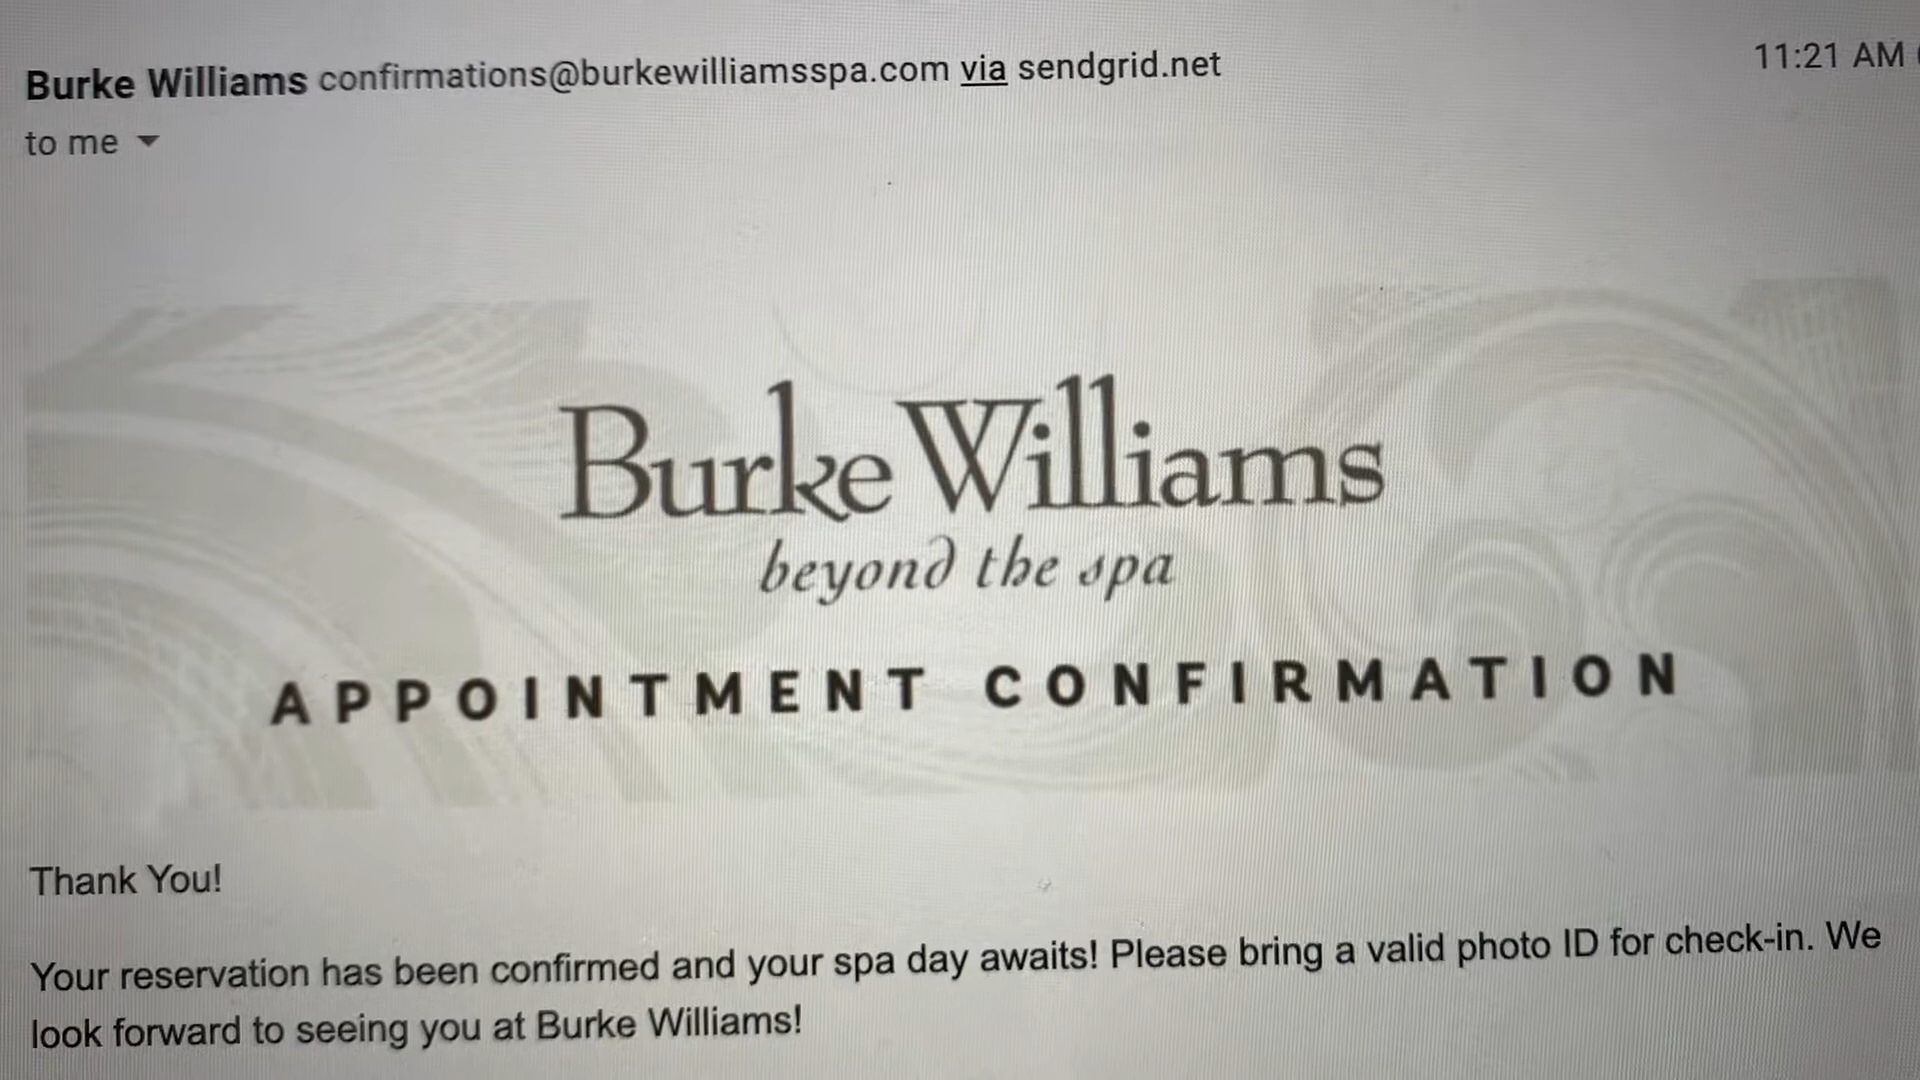 Burke Williams confirmations@burkewilliamsspa.com via sendgrid.net 11:21 AM
to me
Burke Williams
beyond the spa
APPOINTMENT CONFIRMATION
Thank You!
Your reservation has been confirmed and your spa day awaits! Please bring a valid photo ID for check-in. We
look forward to seeing you at Burke Williams!